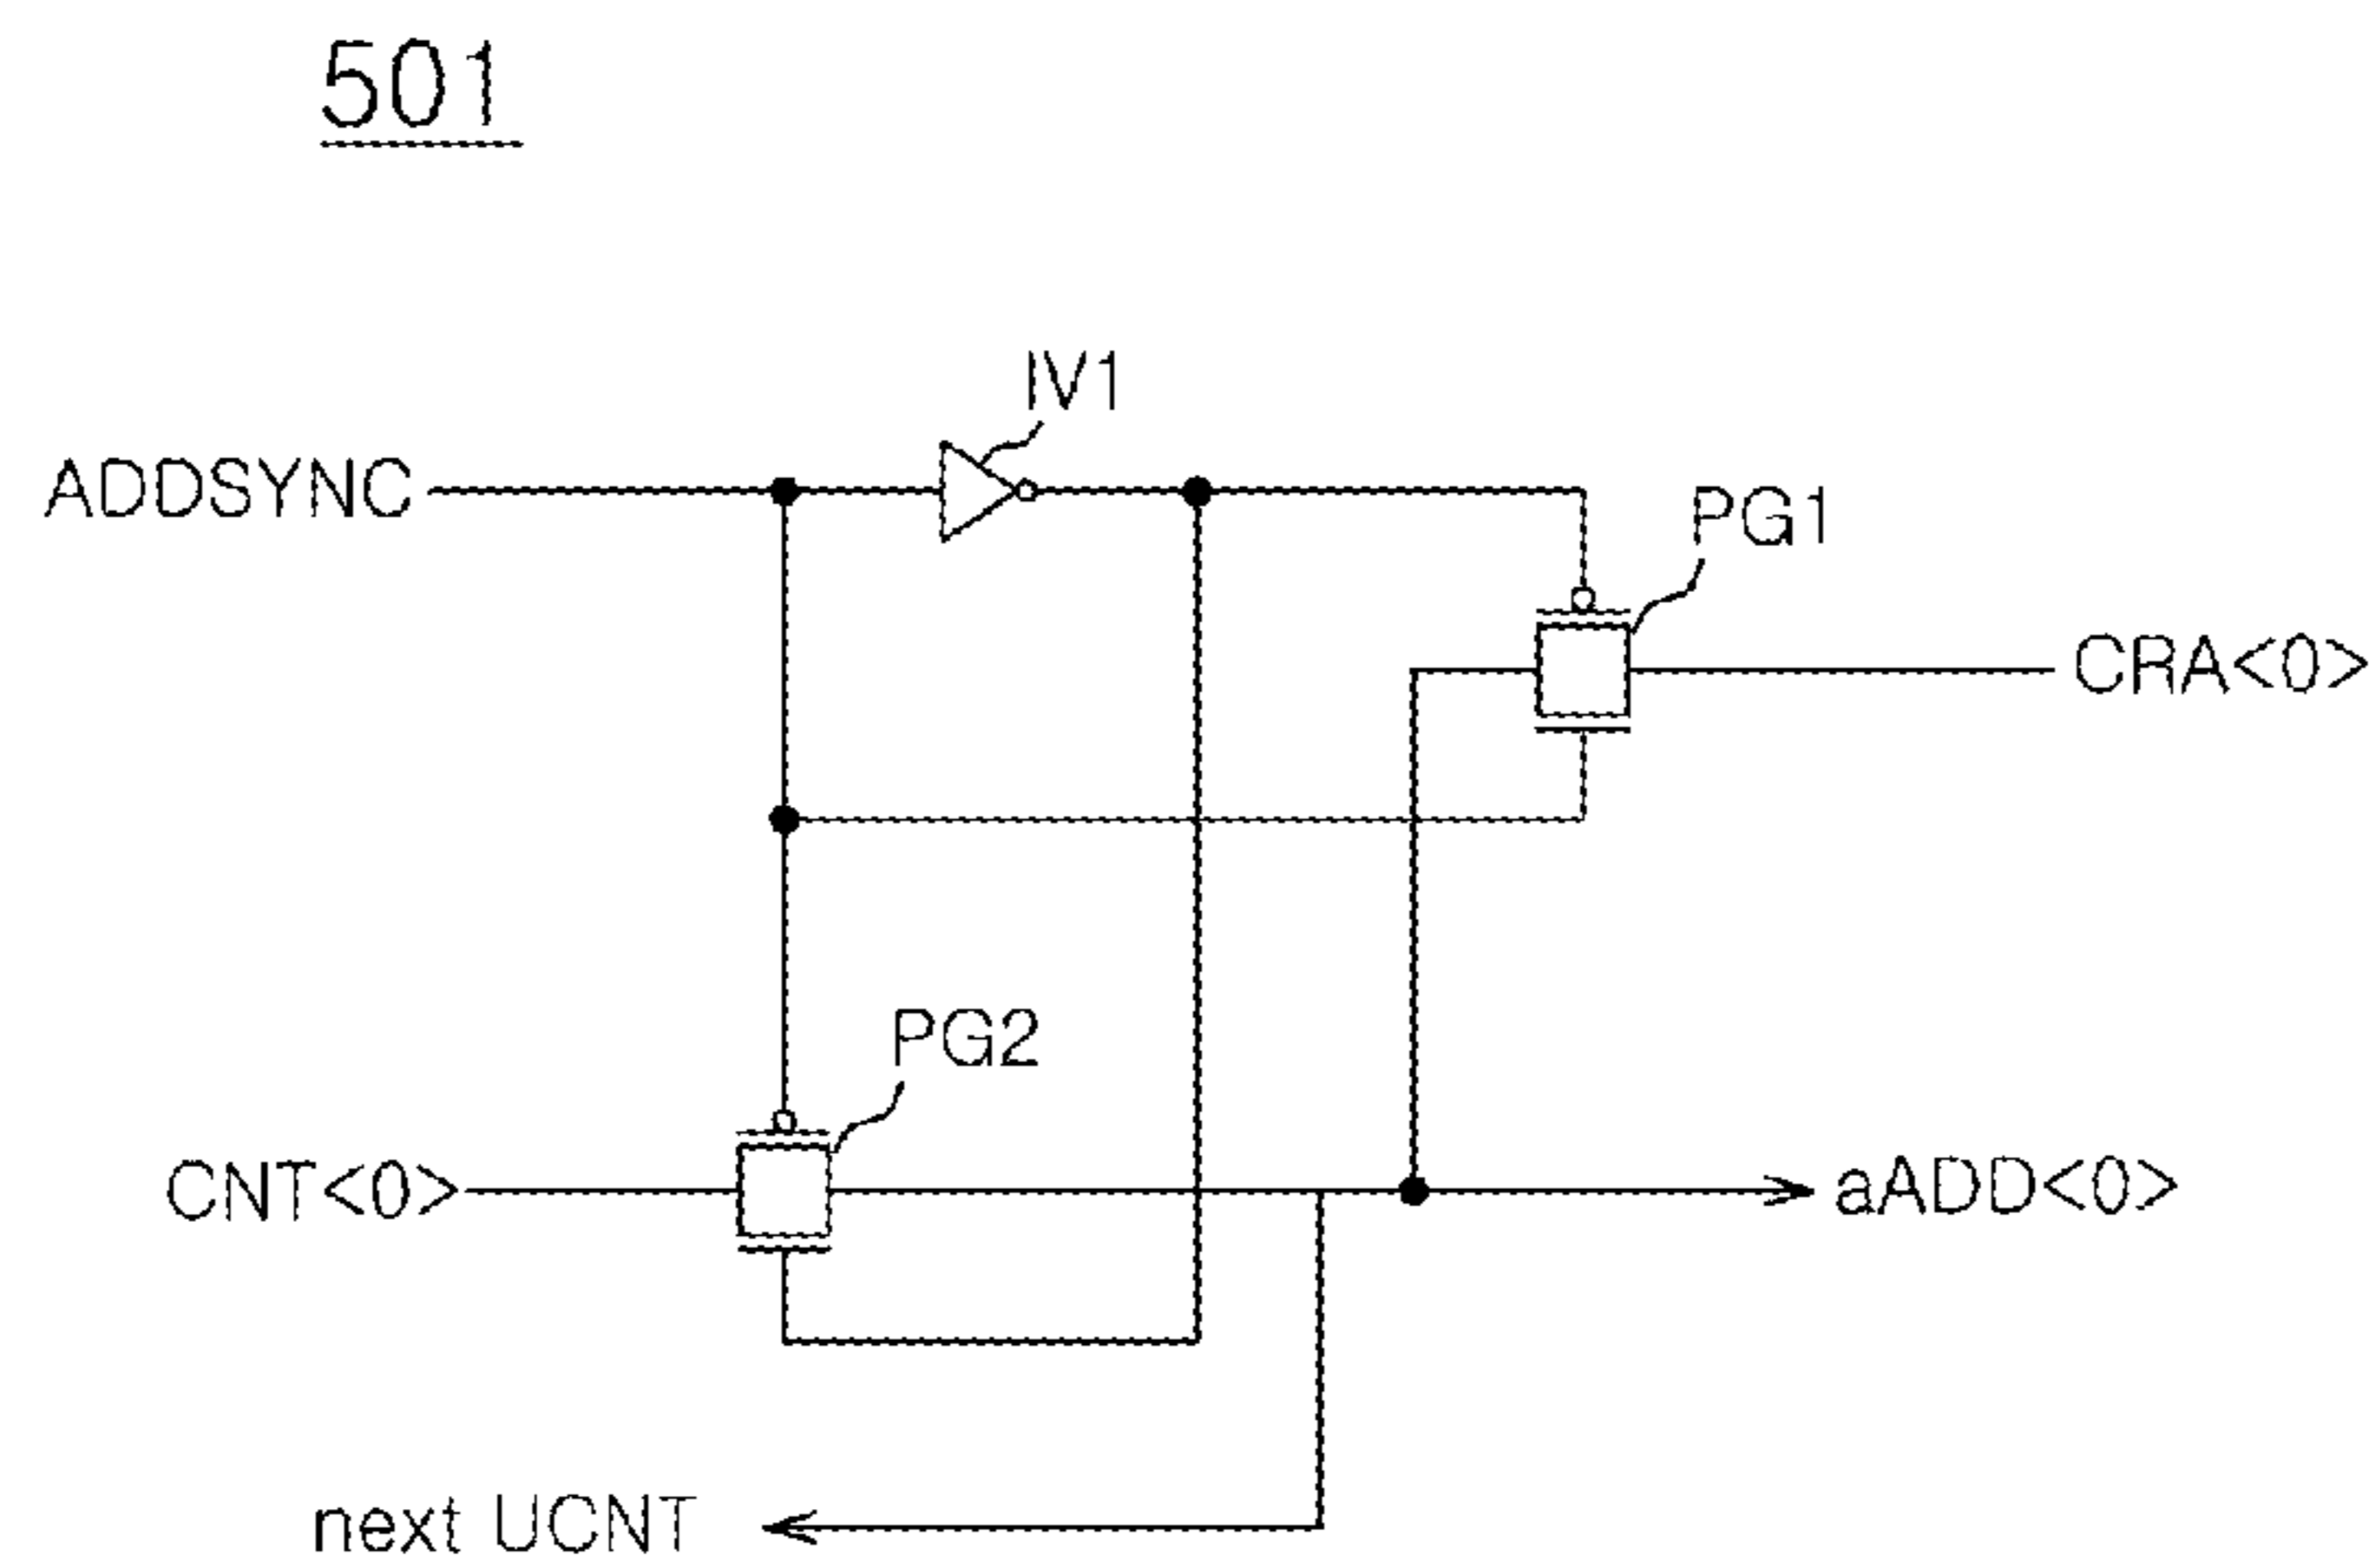 501
IV1
ADDSYNC
PG1
CRA<0>
PG2
CNT<0>
aADD<0>
next UCNT